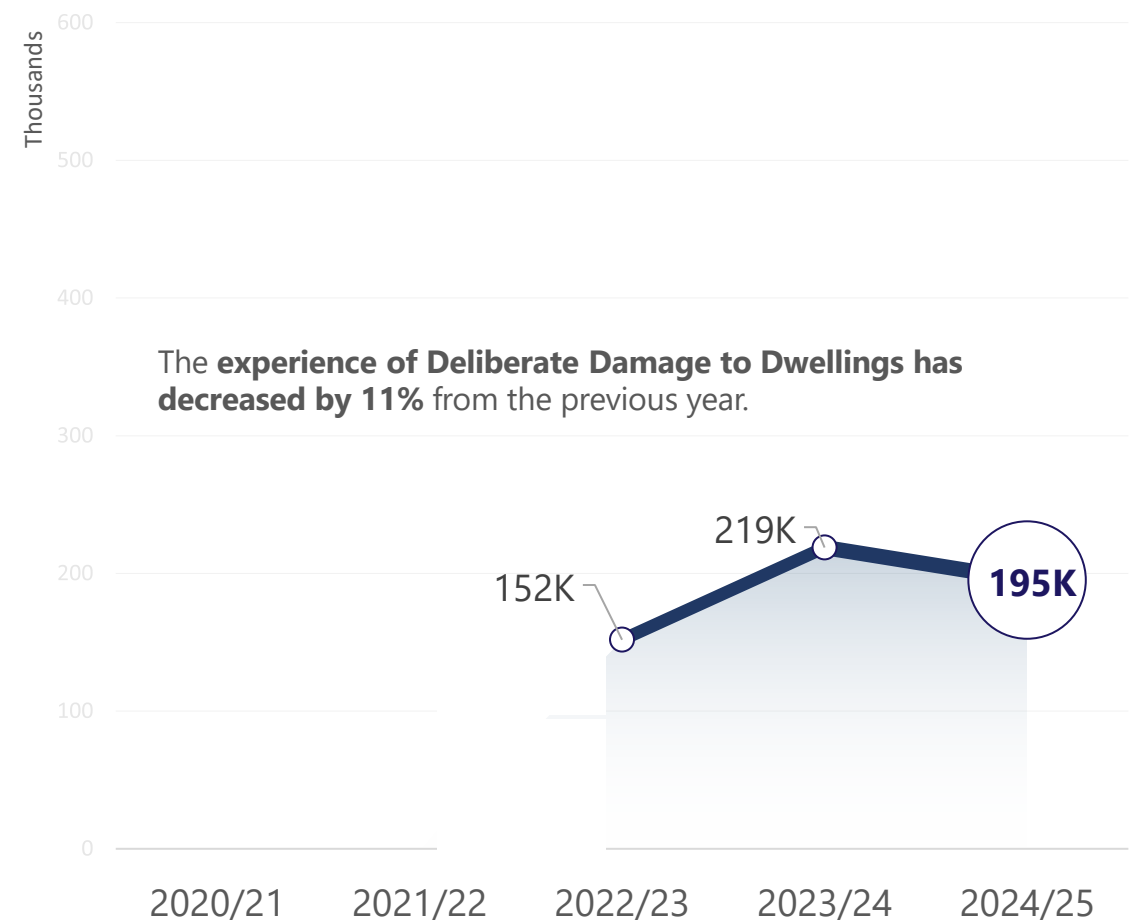 Thousands
600
500
400
The experience of Deliberate Damage to Dwellings has
decreased by 11% from the previous year.
300
219K
200
152K
195K
100
0
2020/21 2021/22 2022/23 2023/24 2024/25